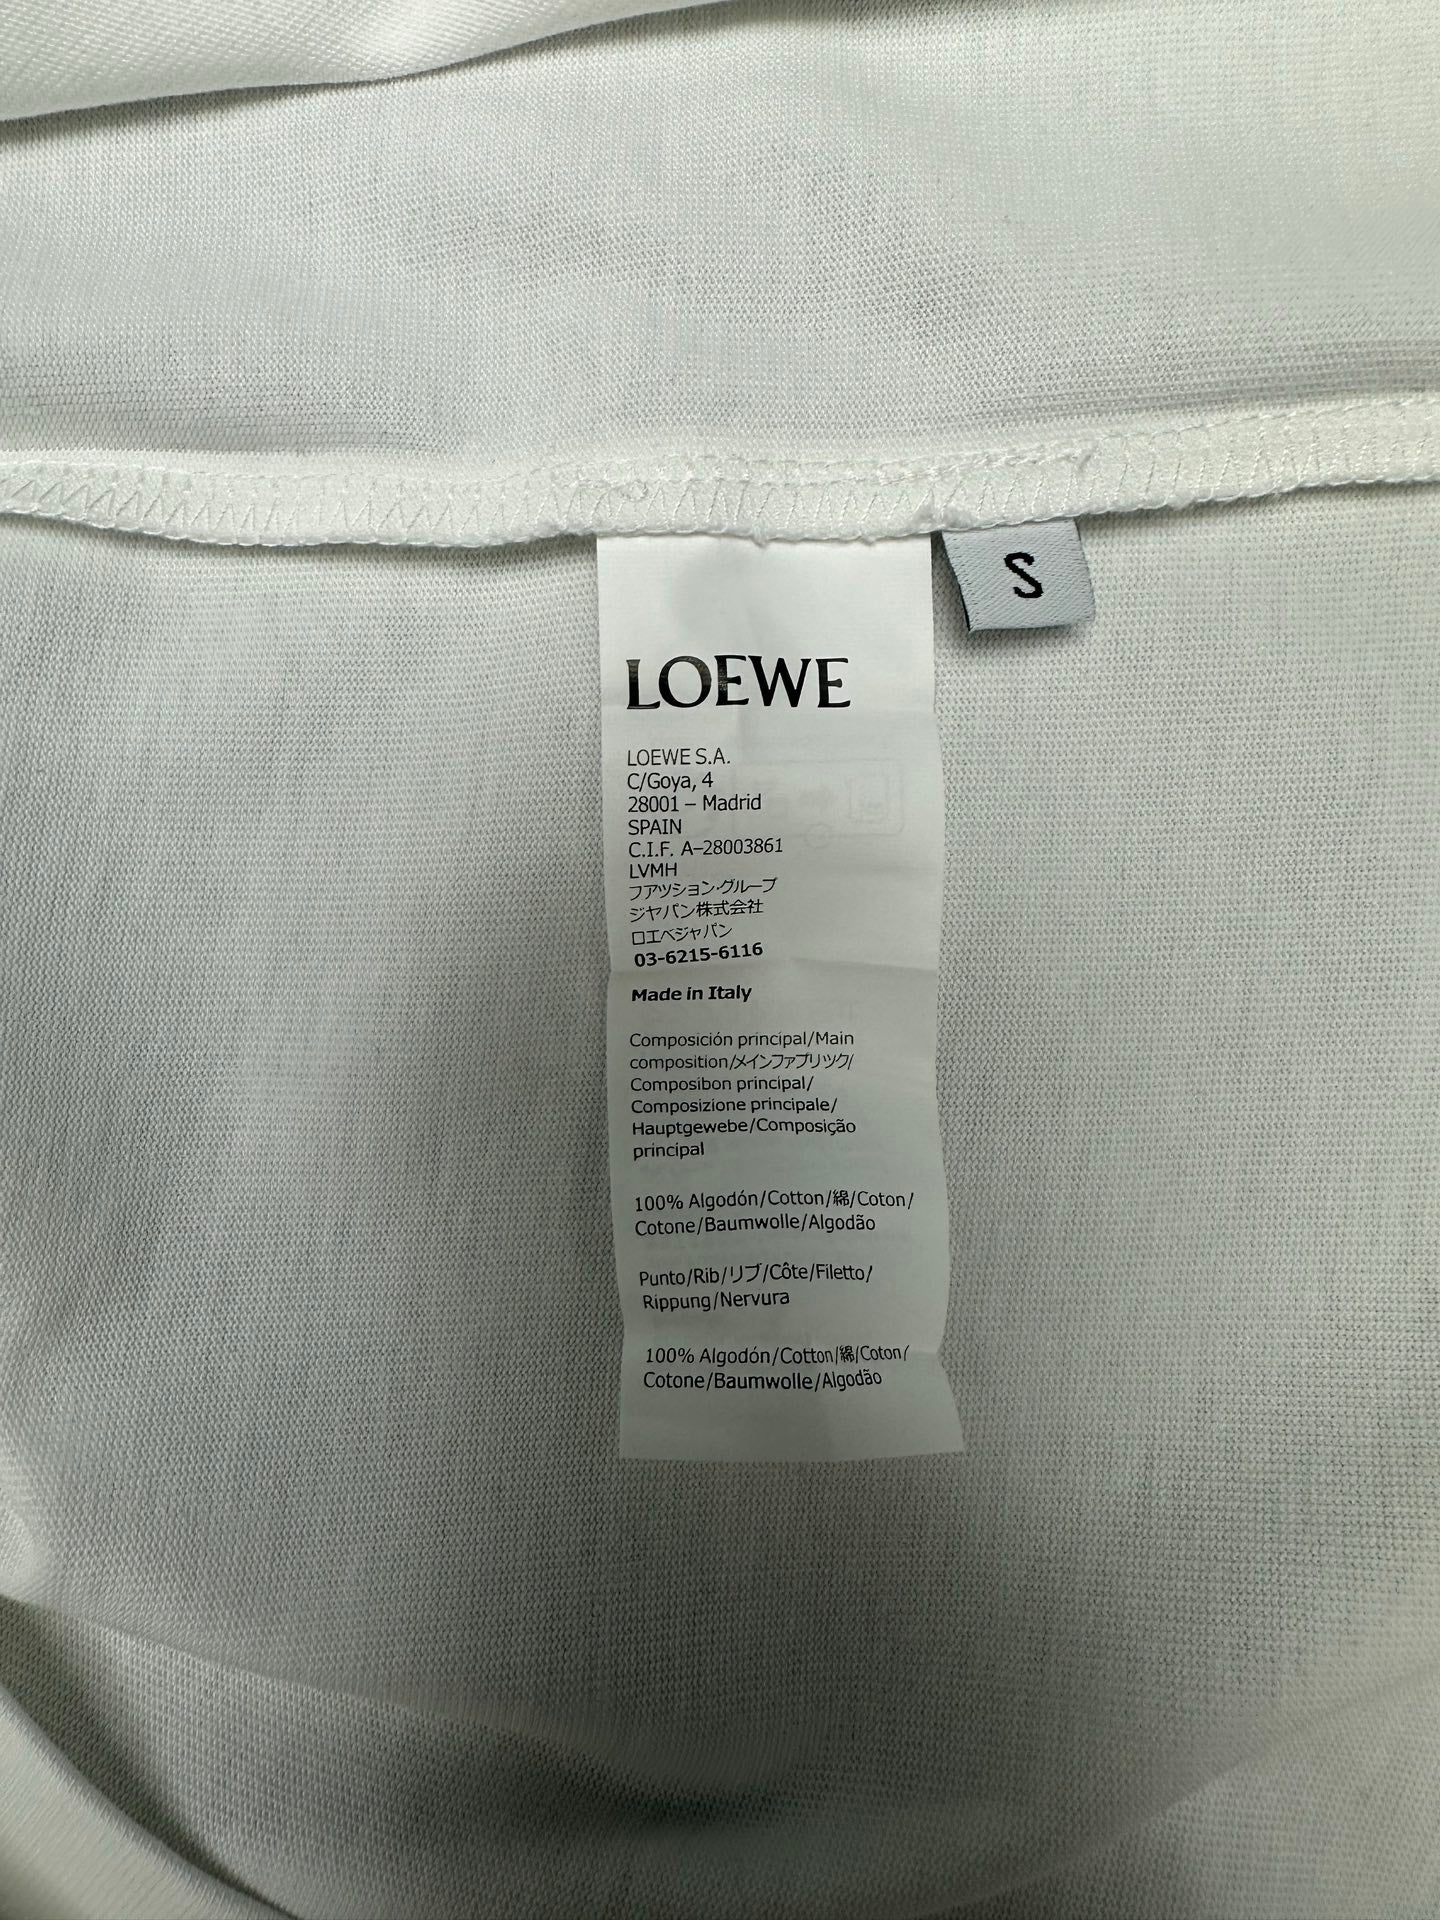 S
LOEWE
LOEWE S.A.
C/Goya, 4
28001 – Madrid
SPAIN
C.I.F. A–28003861
LVMH
フアツション·グループ
ジヤパン株式会社
ロエベジャパン
03-6215-6116
Made in Italy
Composición principal/Main
composition/メインファブリツク/
Composibon principal/
Composizione principale/
Hauptgewebe/Composição
principal
100% Algodón/Cotton/綿/Coton/
Cotone/Baumwolle/Algodão
Punto/Rib/リブ/Côte/Filetto/
Rippung/Nervura
100% Algodón/Cotton/綿/Coton/
Cotone/Baumwolle/Algodão